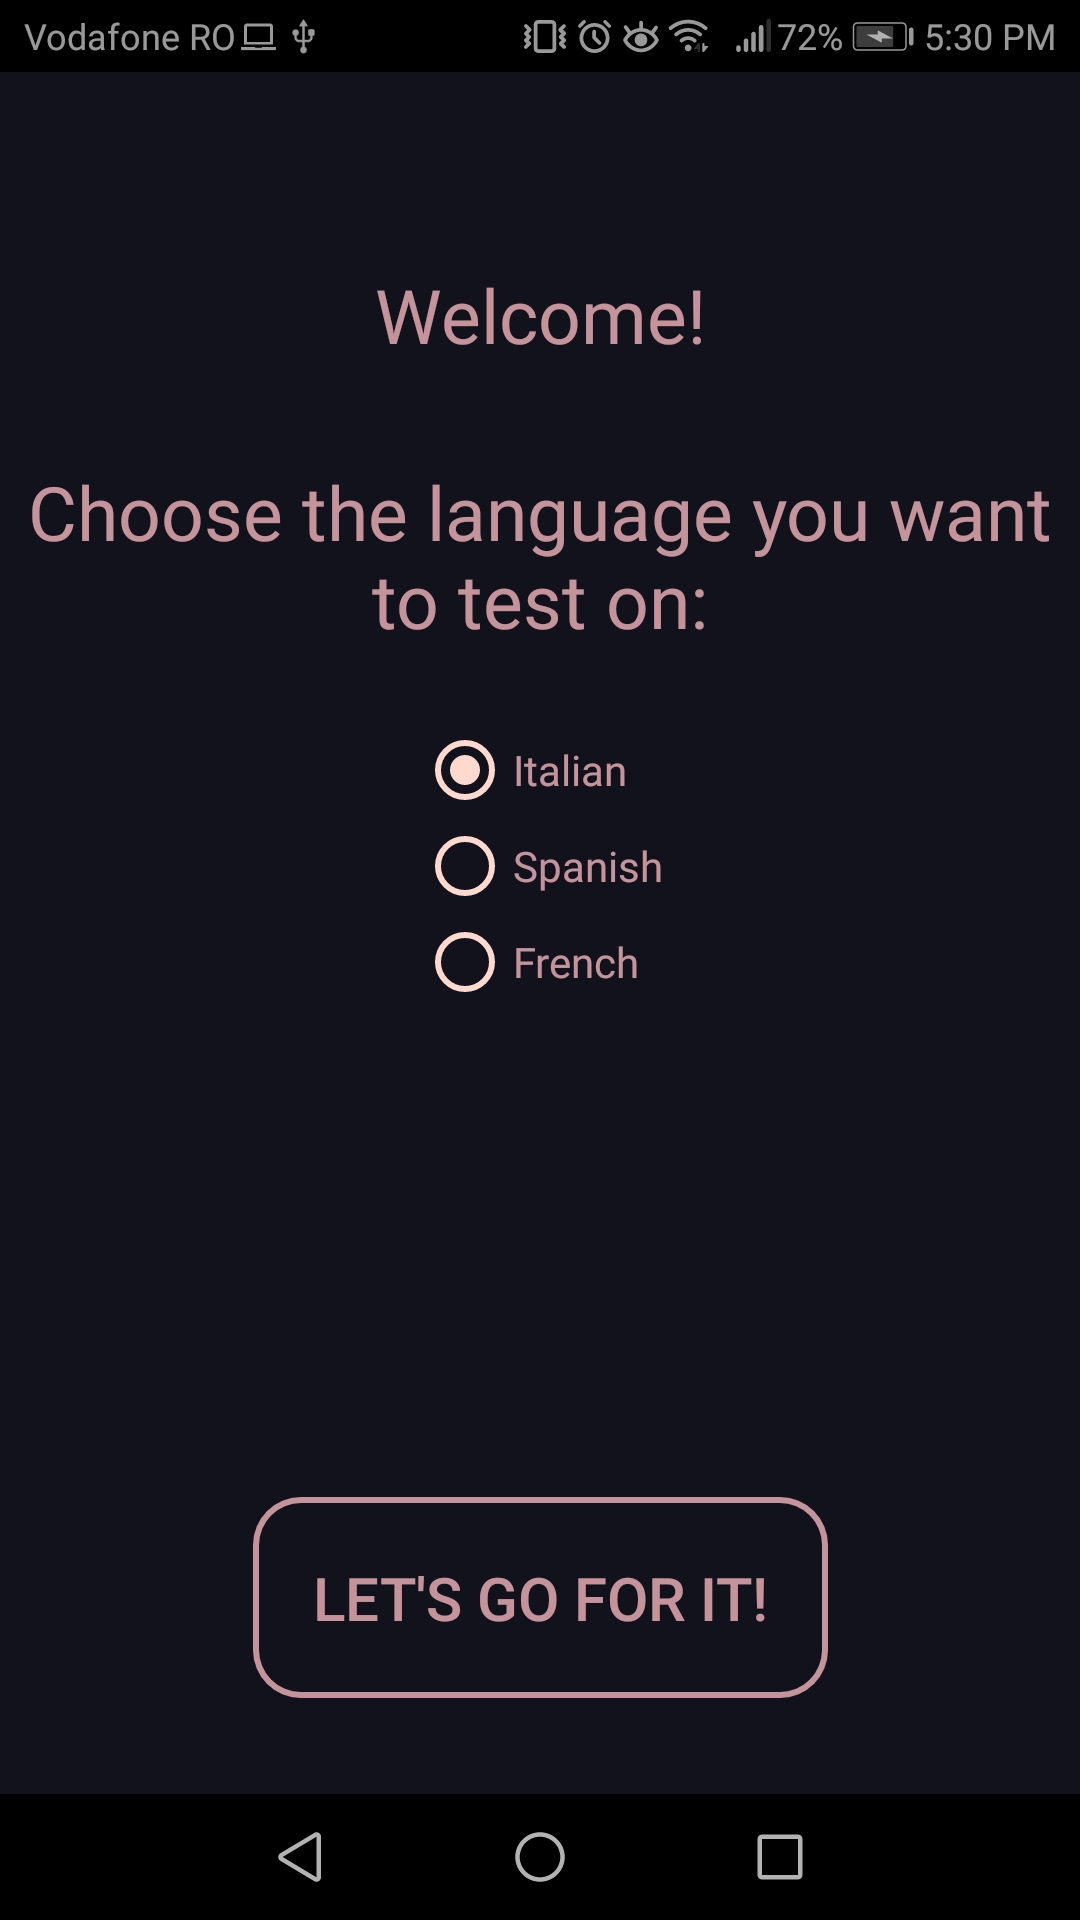 Vodafone RO 72% 5:30 PM
Welcome!
Choose the language you want
to test on:
Italian
Spanish
French
LET'S GO FOR IT!